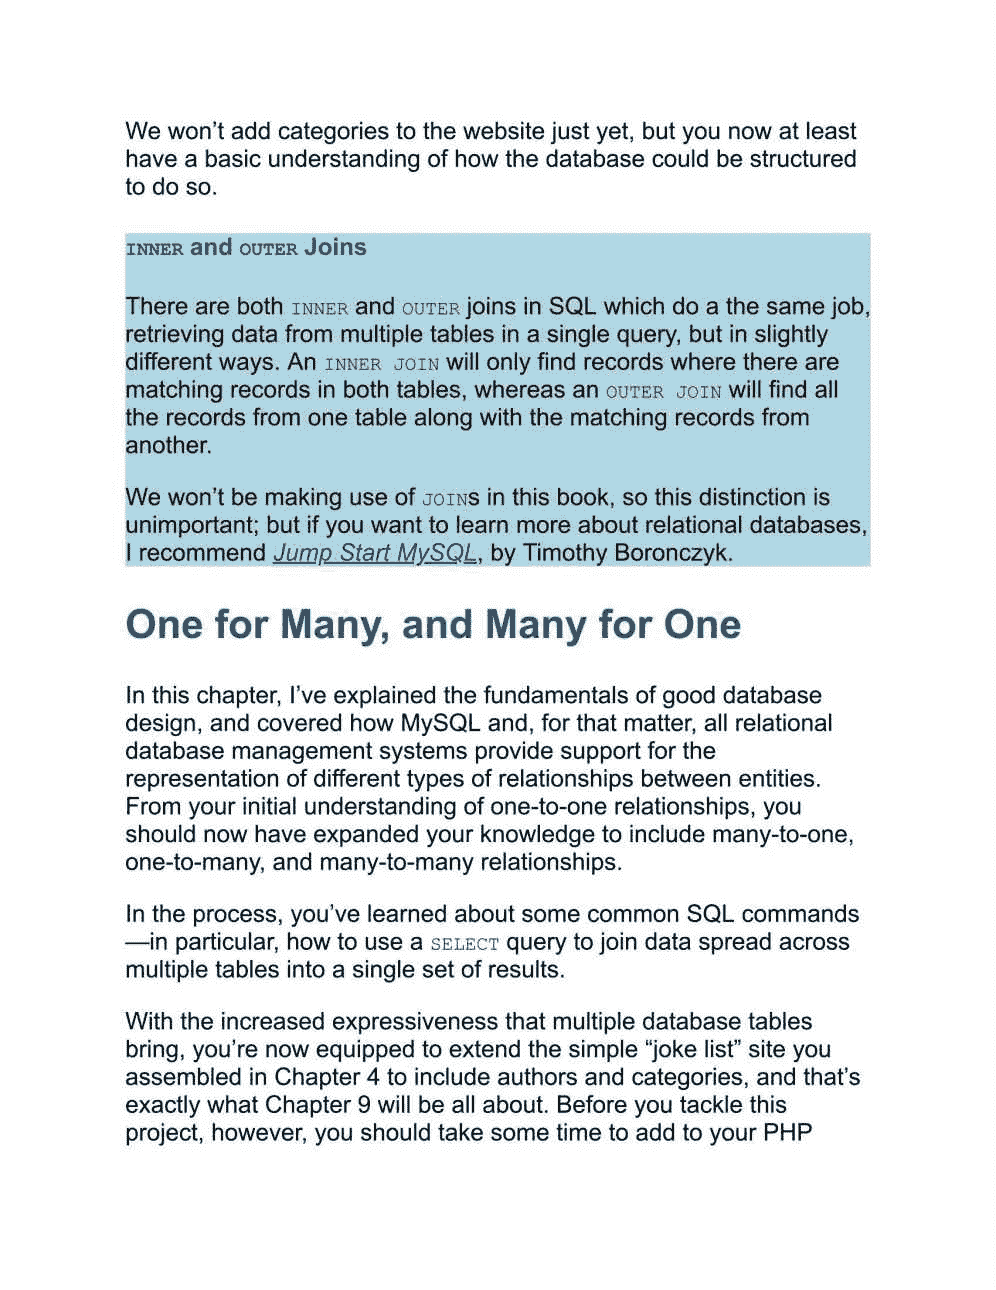 We won’t add categories to the website just yet, but you now at least
have a basic understanding of how the database could be structured
to do so.
INNER and OUTER Joins
There are both INNER and OUTER joins in SQL which do a the same job,
retrieving data from multiple tables in a single query, but in slightly
different ways. An INNER JOIN will only find records where there are
matching records in both tables, whereas an OUTER JOIN will find all
the records from one table along with the matching records from
another.
We won’t be making use of JOINs in this book, so this distinction is
unimportant; but if you want to learn more about relational databases,
I recommend Jump Start MySQL, by Timothy Boronczyk.
One for Many, and Many for One
In this chapter, I’ve explained the fundamentals of good database
design, and covered how MySQL and, for that matter, all relational
database management systems provide support for the
representation of different types of relationships between entities.
From your initial understanding of one-to-one relationships, you
should now have expanded your knowledge to include many-to-one,
one-to-many, and many-to-many relationships.
In the process, you’ve learned about some common SQL commands
—in particular, how to use a SELECT query to join data spread across
multiple tables into a single set of results.
With the increased expressiveness that multiple database tables
bring, you’re now equipped to extend the simple “joke list” site you
assembled in Chapter 4 to include authors and categories, and that’s
exactly what Chapter 9 will be all about. Before you tackle this
project, however, you should take some time to add to your PHP